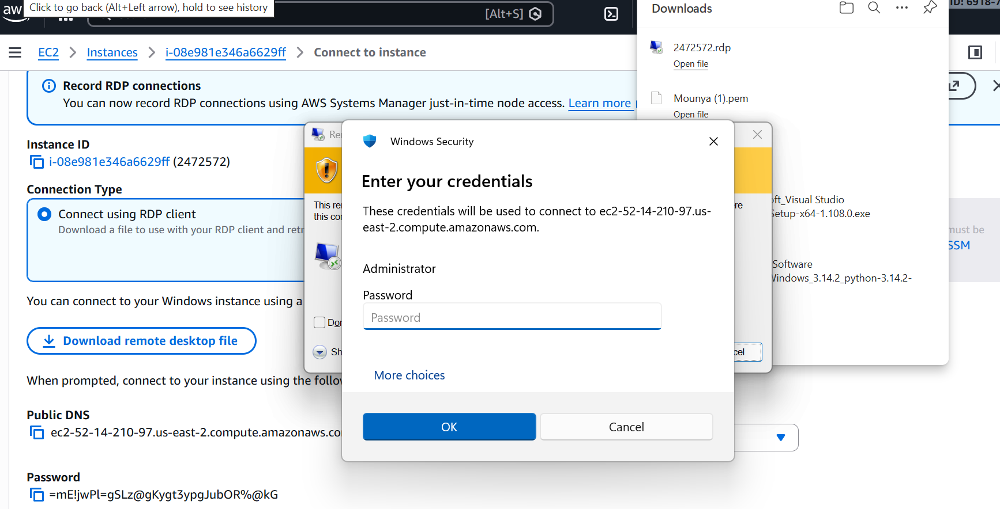 aws
Click to go back (Alt+Left arrow), hold to see history
[Alt+S]
ID: 6918-7
Downloads
2472572.rdp
Open file
Mounya (1).pem
Open file
EC2
Instances
i-08e981e346a6629ff
Connect to instance
Record RDP connections
You can now record RDP connections using AWS Systems Manager just-in-time node access. Learn more
Instance ID
i-08e981e346a6629ff (2472572)
Connection Type
Connect using RDP client
Download a file to use with your RDP client and retr
You can connect to your Windows instance using a
Download remote desktop file
When prompted, connect to your instance using the follo
Public DNS
ec2-52-14-210-97.us-east-2.compute.amazonaws.co
Password
=mE!jwPl=gSLz@gKygt3ypgJubOR%@kG
Re
This re
this co
Do
Sh
ere
cel
Windows Security
Enter your credentials
These credentials will be used to connect to ec2-52-14-210-97.us-
east-2.compute.amazonaws.com.
Administrator
Password
Password
More choices
OK
Cancel
oft_Visual Studio
Setup-x64-1.108.0.exe
Software
Windows_3.14.2_python-3.14.2-
must be
SSM